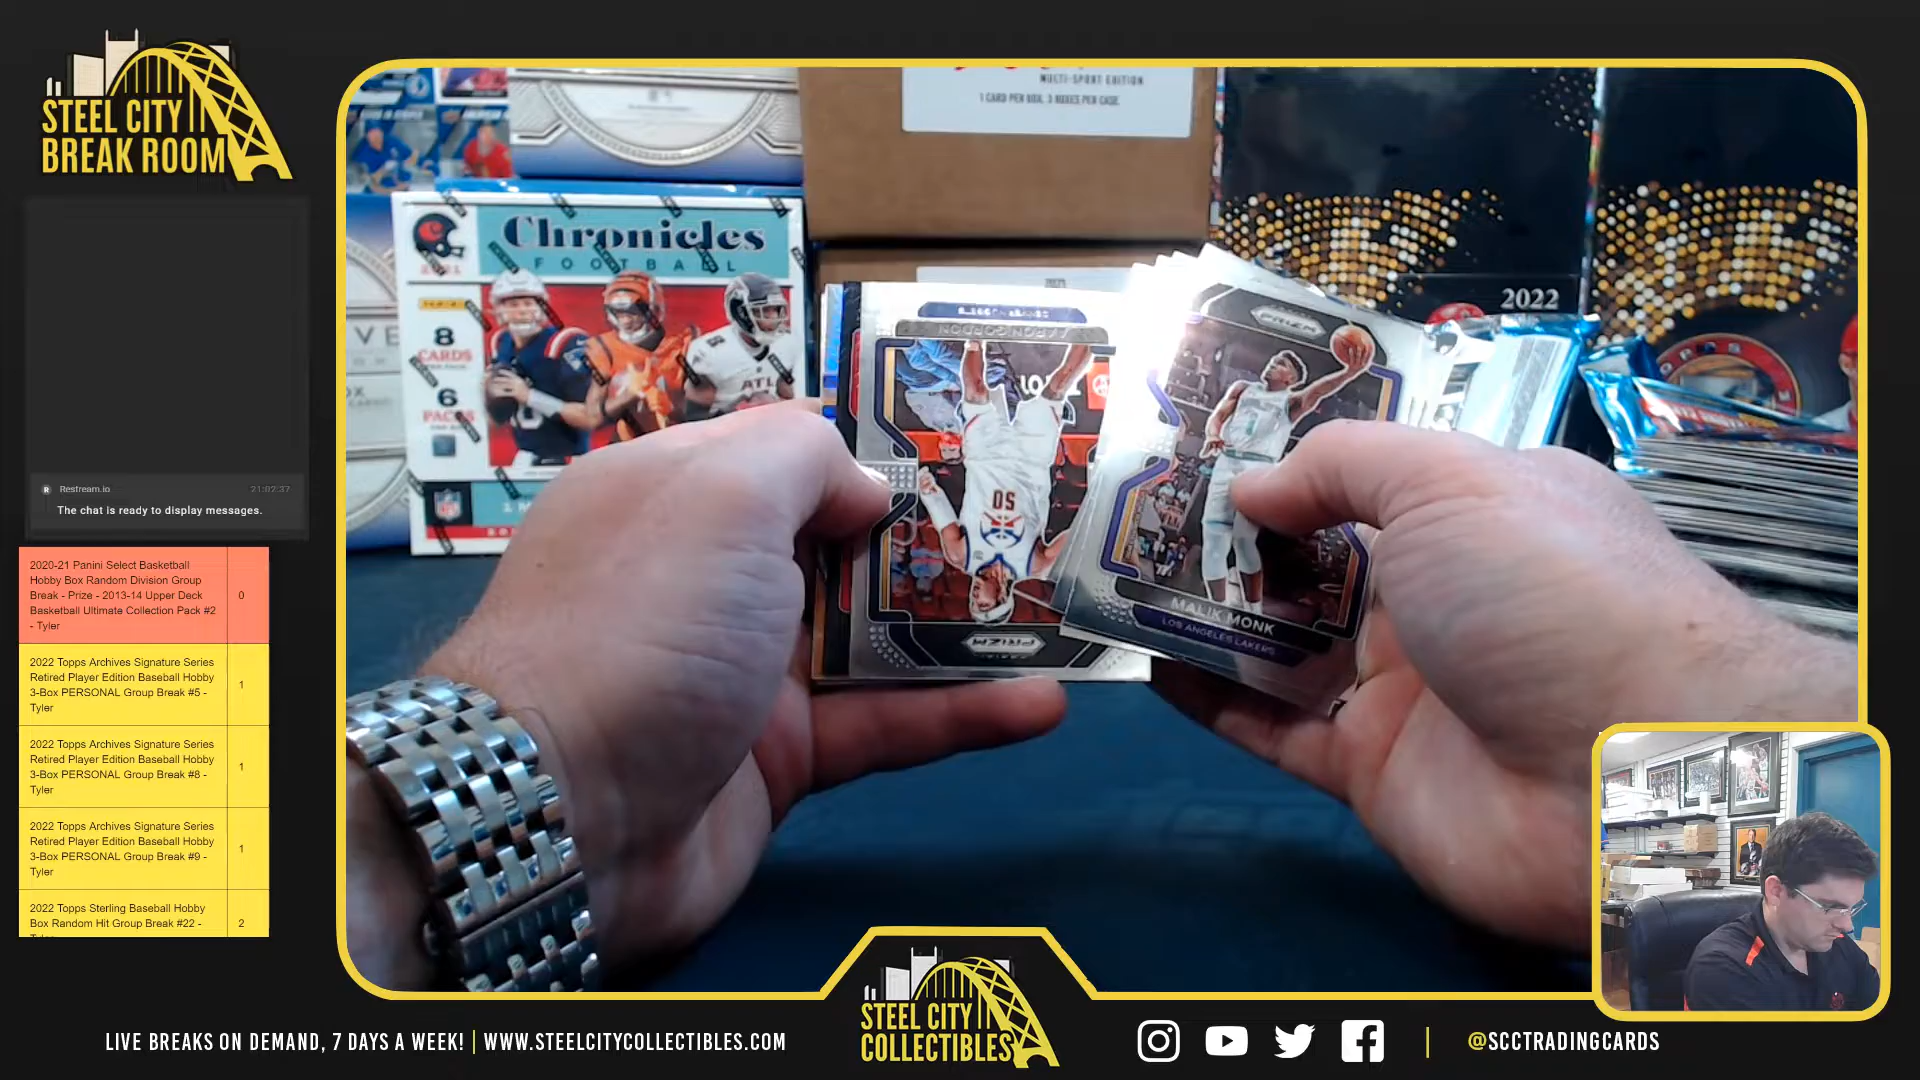 STEEL CITY
BREAK ROOM
Restream.io
21:02:37
The chat is ready to display messages.
2020-21 Panini Select Basketball
Hobby Box Random Division Group
Break - Prize - 2013-14 Upper Deck
Basketball Ultimate Collection Pack #2
- Tyler
0
2022 Topps Archives Signature Series
Retired Player Edition Baseball Hobby
3-Box PERSONAL Group Break #5 -
Tyler
1
2022 Topps Archives Signature Series
Retired Player Edition Baseball Hobby
3-Box PERSONAL Group Break #8 -
Tyler
1
2022 Topps Archives Signature Series
Retired Player Edition Baseball Hobby
3-Box PERSONAL Group Break #9 -
Tyler
1
2022 Topps Sterling Baseball Hobby
Box Random Hit Group Break #22 -
2
MULTI-SPORT EDITION
1 CARD PER BOX. 3 BOXES PER CASE.
Chronicles
FOOTBALL
2021
8
CARDS
6
PACKS
ATL
NFL
2022
AARON GORDON
50
PRIZM
PRIZM
MALIK MONK
LOS ANGELES LAKERS
TOPPS
LIVE BREAKS ON DEMAND, 7 DAYS A WEEK! | WWW.STEELCITYCOLLECTIBLES.COM
STEEL CITY
COLLECTIBLES
@SCCTRADINGCARDS